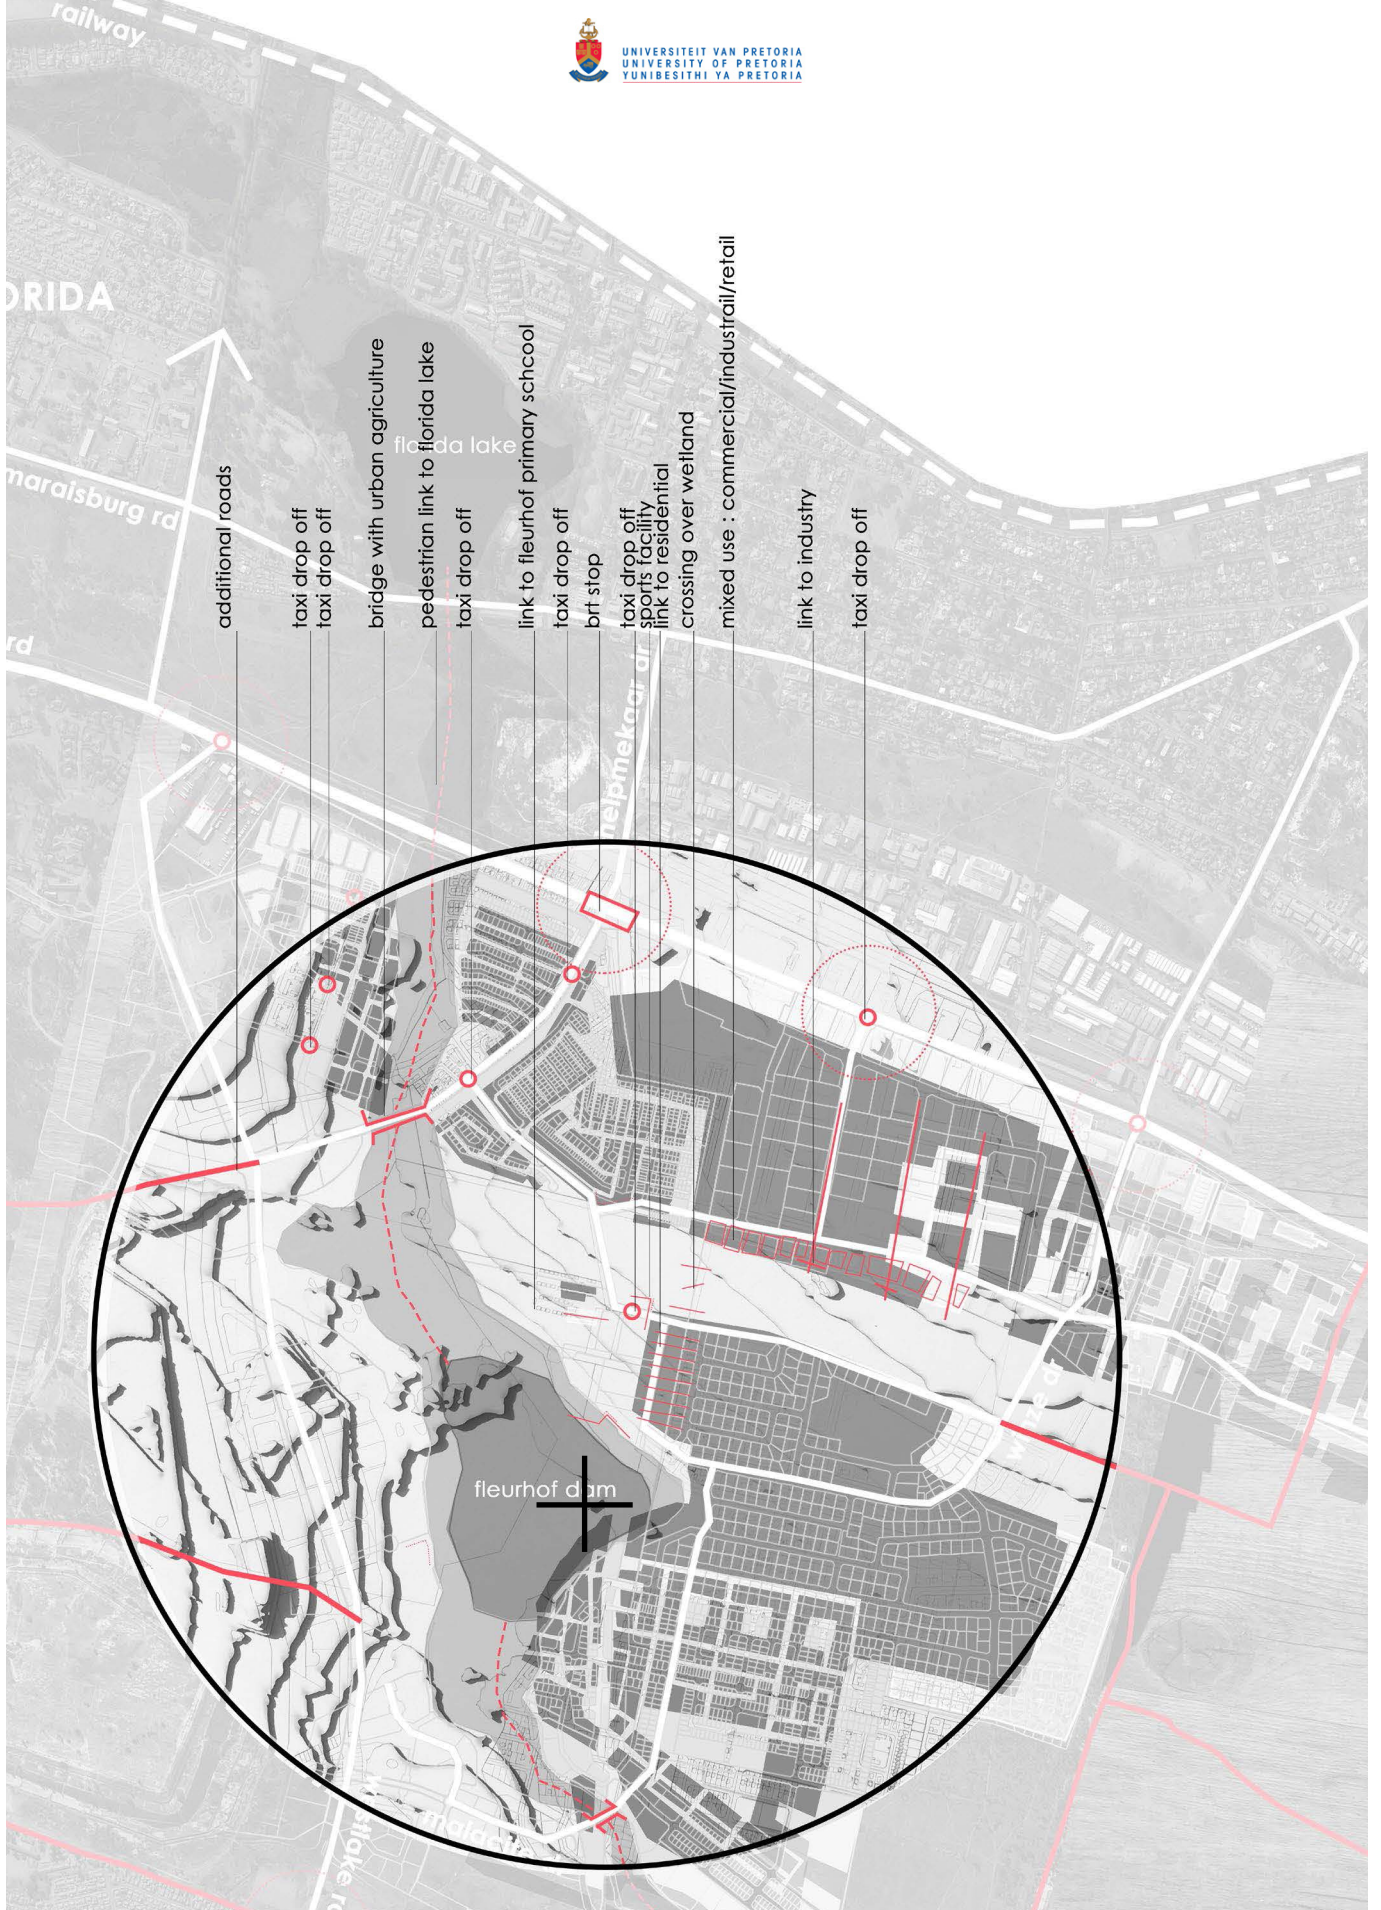 railway
UNIVERSITEIT VAN PRETORIA
UNIVERSITY OF PRETORIA
YUNIBESITHI YA PRETORIA
ORIDA
florida lake
maraisburg rd
rd
additional roads
taxi drop off
taxi drop off
bridge with urban agriculture
pedestrian link to florida lake
taxi drop off
link to fleurhof primary schcool
taxi drop off
brt stop
taxi drop off
sports facility
link to residential
crossing over wetland
mixed use : commercial/industrail/retail
link to industry
taxi drop off
helpmekaar dr
fleurhof dam
westlake rd